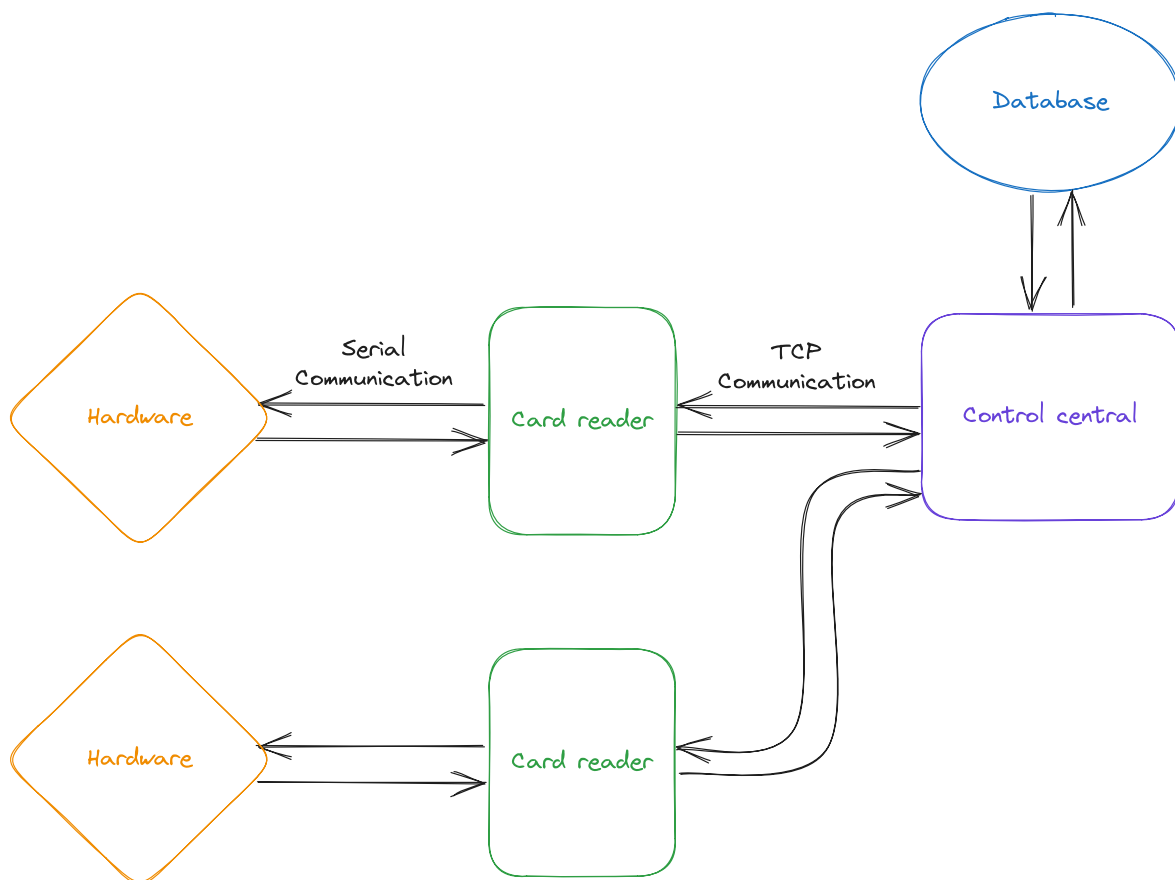 Database
Serial
Communication
TCP
Communication
Hardware
Card reader
Control central
Hardware
Card reader